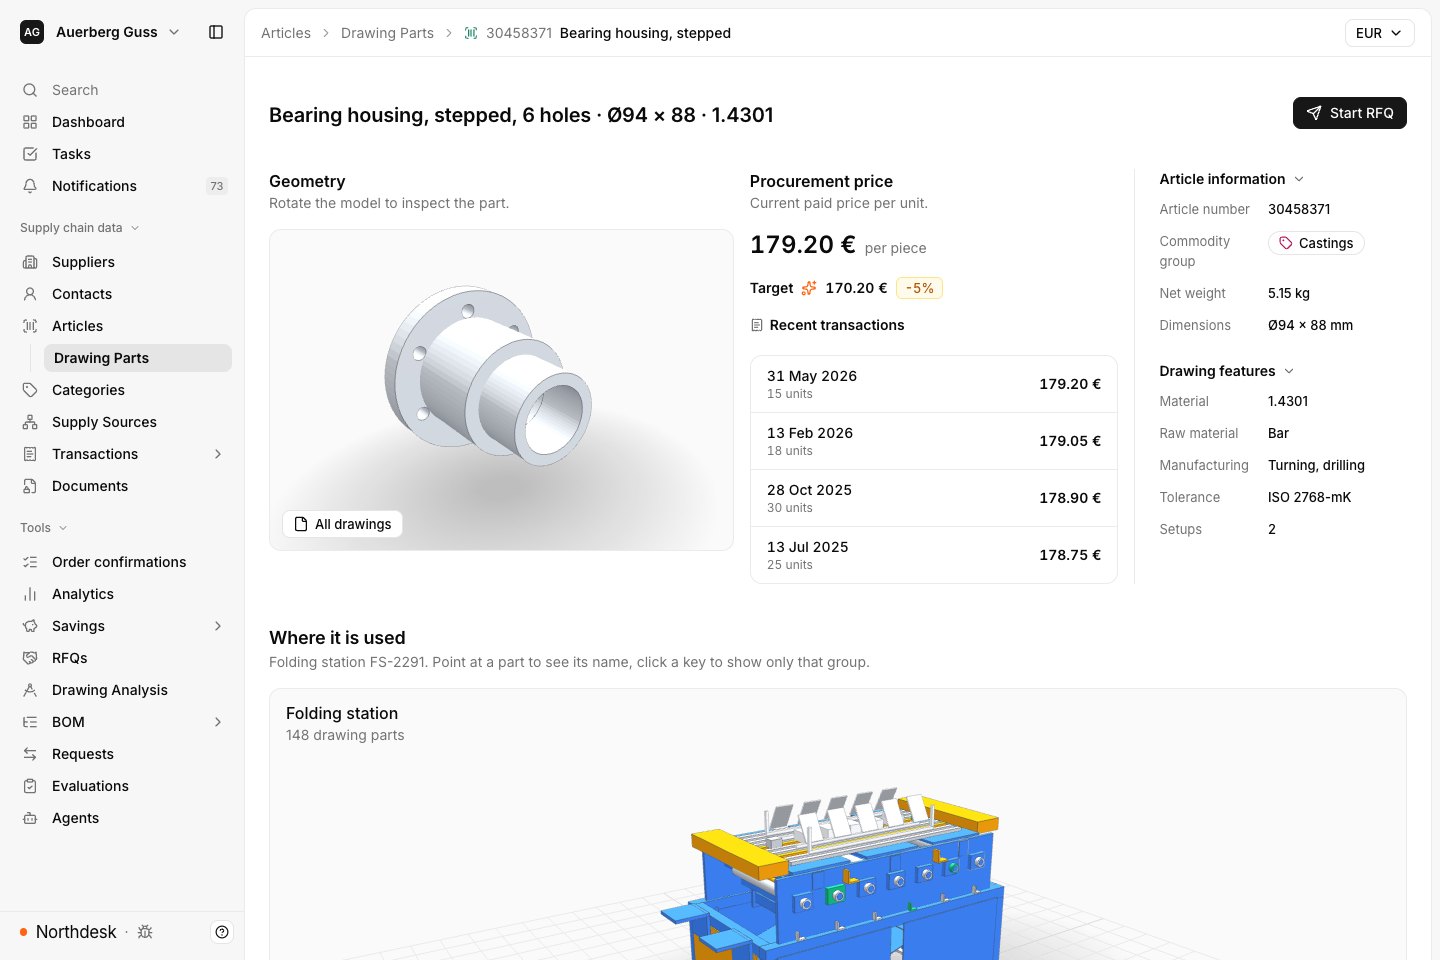 AG Auerberg Guss
Search
Dashboard
Tasks
Notifications 73
Supply chain data
Suppliers
Contacts
Articles
Drawing Parts
Categories
Supply Sources
Transactions
Documents
Tools
Order confirmations
Analytics
Savings
RFQs
Drawing Analysis
BOM
Requests
Evaluations
Agents
Northdesk ·
Articles Drawing Parts 30458371 Bearing housing, stepped
EUR
Bearing housing, stepped, 6 holes · Ø94 × 88 · 1.4301
Start RFQ
Geometry
Rotate the model to inspect the part.
All drawings
Procurement price
Current paid price per unit.
179.20 € per piece
Target 170.20 € -5%
Recent transactions
31 May 2026
15 units
179.20 €
13 Feb 2026
18 units
179.05 €
28 Oct 2025
30 units
178.90 €
13 Jul 2025
25 units
178.75 €
Article information
Article number 30458371
Commodity group Castings
Net weight 5.15 kg
Dimensions Ø94 × 88 mm
Drawing features
Material 1.4301
Raw material Bar
Manufacturing Turning, drilling
Tolerance ISO 2768-mK
Setups 2
Where it is used
Folding station FS-2291. Point at a part to see its name, click a key to show only that group.
Folding station
148 drawing parts